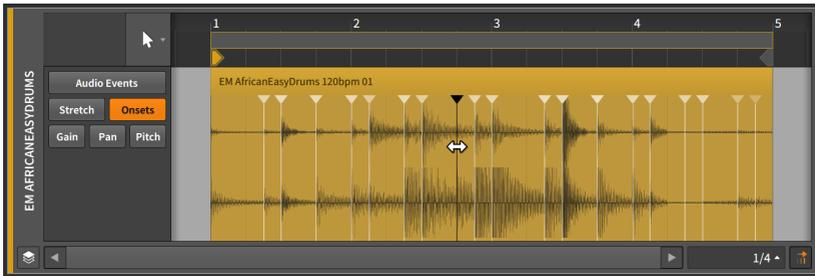 1 2 3 4 5
EM AFRICANEASYDRUMS
EM AfricanEasyDrums 120bpm 01
Audio Events
Stretch Onsets
Gain Pan Pitch
1/4